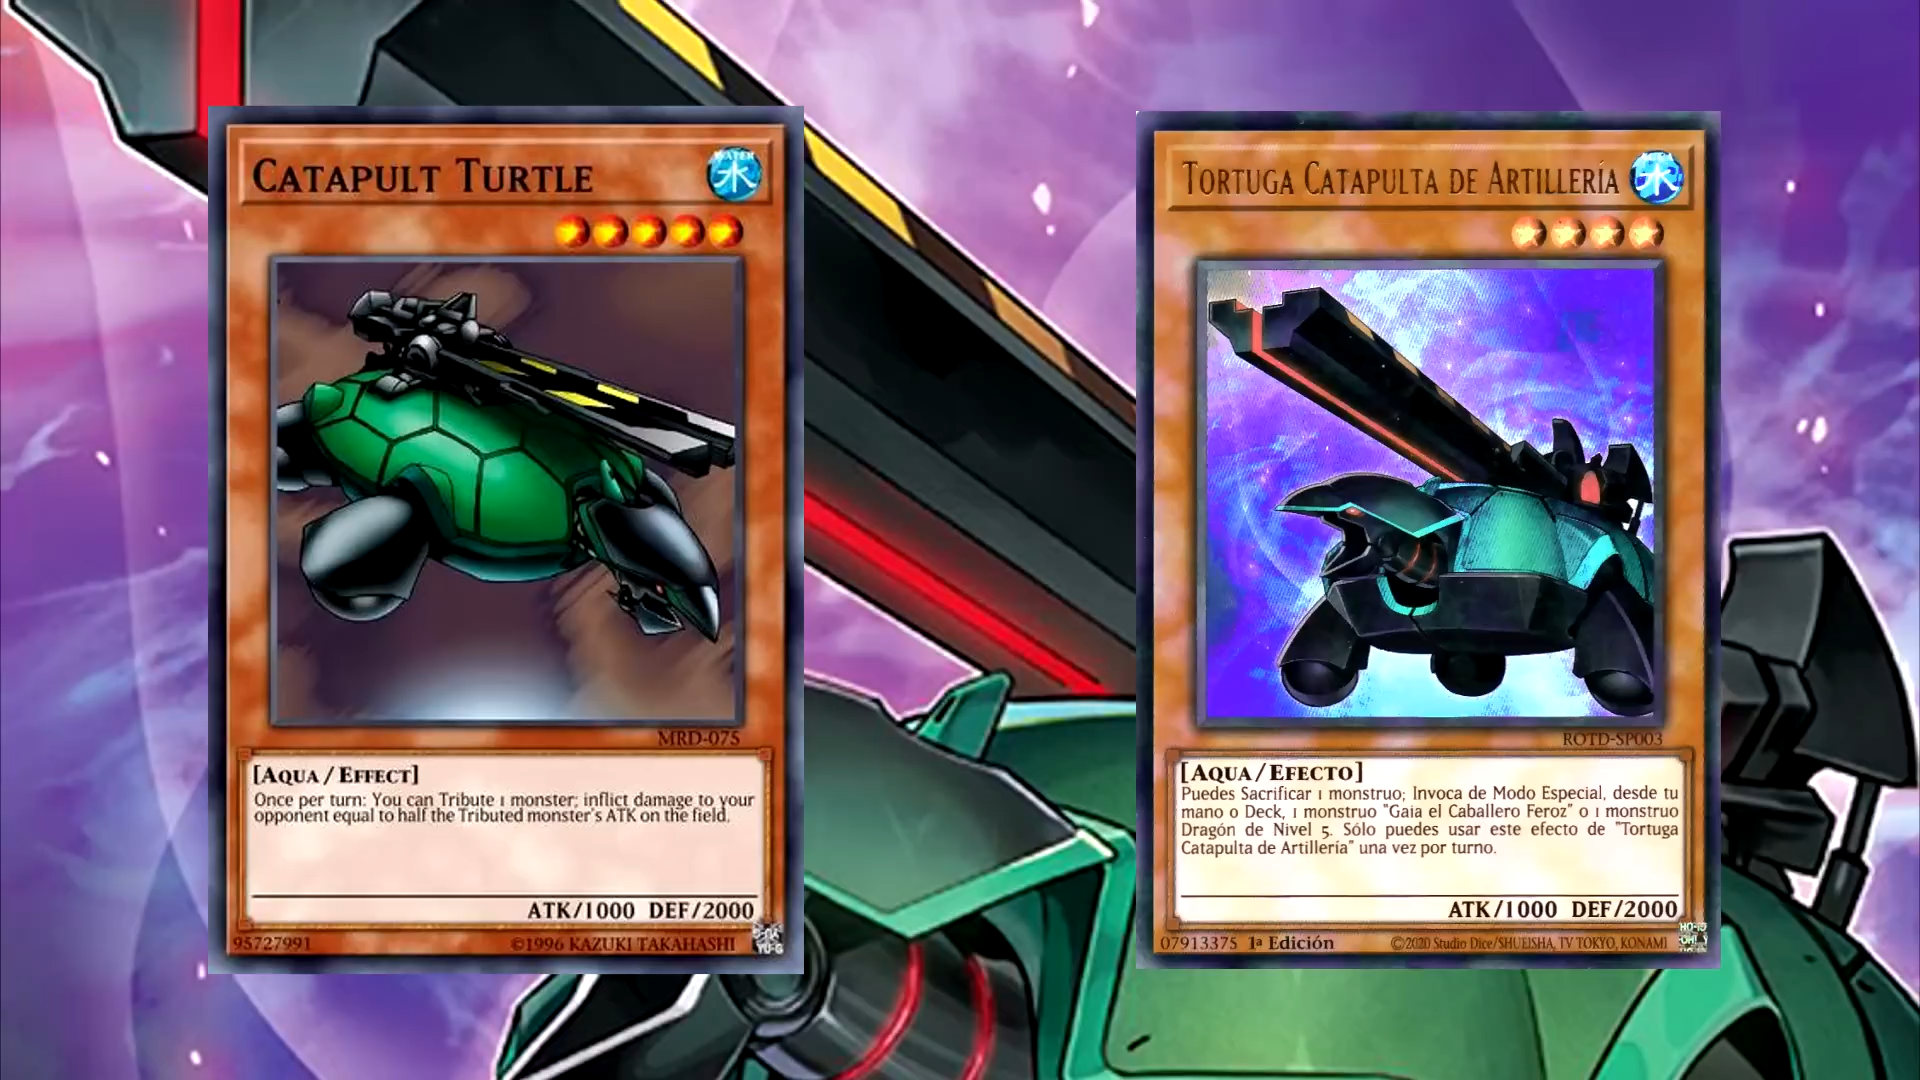 CATAPULT TURTLE
WATER
水
MRD-075
[AQUA / EFFECT]
Once per turn: You can Tribute 1 monster; inflict damage to your
opponent equal to half the Tributed monster's ATK on the field.
ATK/1000 DEF/2000
95727991
©1996 KAZUKI TAKAHASHI
TORTUGA CATAPULTA DE ARTILLERÍA
AGUA
水
ROTD-SP003
[AQUA / EFECTO]
Puedes Sacrificar 1 monstruo; Invoca de Modo Especial, desde tu
mano o Deck, 1 monstruo "Gaia el Caballero Feroz" o 1 monstruo
Dragón de Nivel 5. Sólo puedes usar este efecto de "Tortuga
Catapulta de Artillería" una vez por turno.
ATK/1000 DEF/2000
07913375 1ª Edición
©2020 Studio Dice/SHUEISHA, TV TOKYO, KONAMI